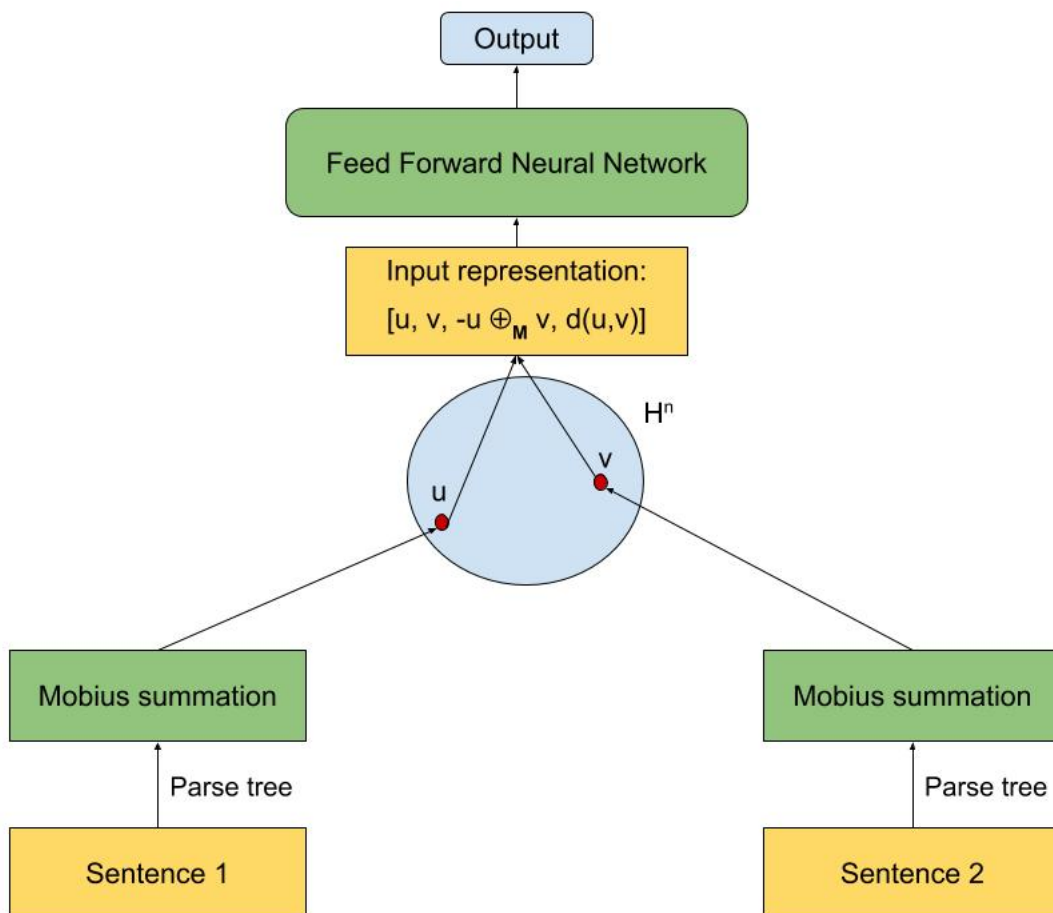 Output
Feed Forward Neural Network
Input representation:
[u, v, -u ⊕M v, d(u,v)]
Hⁿ
v
u
Mobius summation
Mobius summation
Parse tree
Parse tree
Sentence 1
Sentence 2